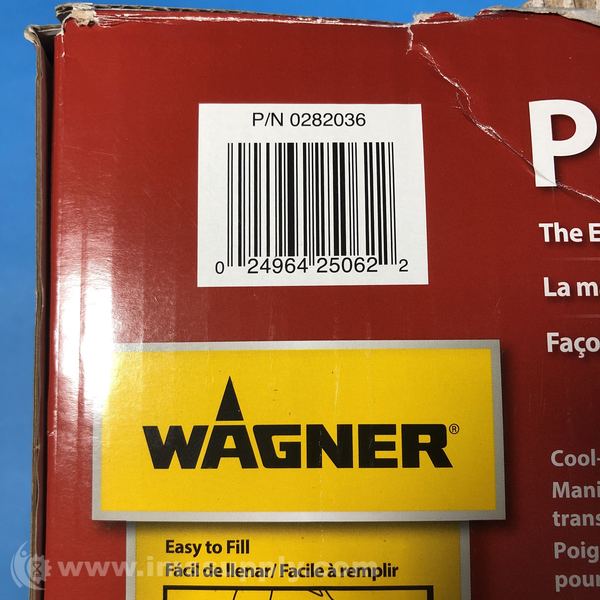 P/N 0282036
0 24964 25062 2
P
The E
La m
Faço
WAGNER®
Cool-
Mani
trans
Poig
pour
Easy to Fill
Fácil de llenar/ Facile à remplir